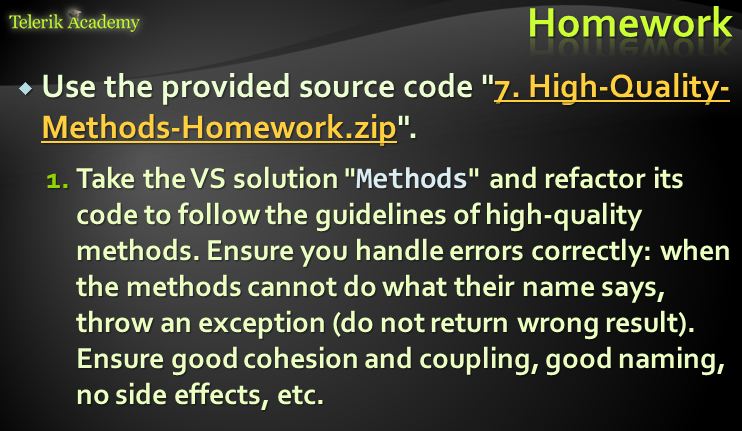 Telerik Academy
Homework
Use the provided source code "7. High-Quality-
Methods-Homework.zip".
1. Take the VS solution "Methods" and refactor its
code to follow the guidelines of high-quality
methods. Ensure you handle errors correctly: when
the methods cannot do what their name says,
throw an exception (do not return wrong result).
Ensure good cohesion and coupling, good naming,
no side effects, etc.